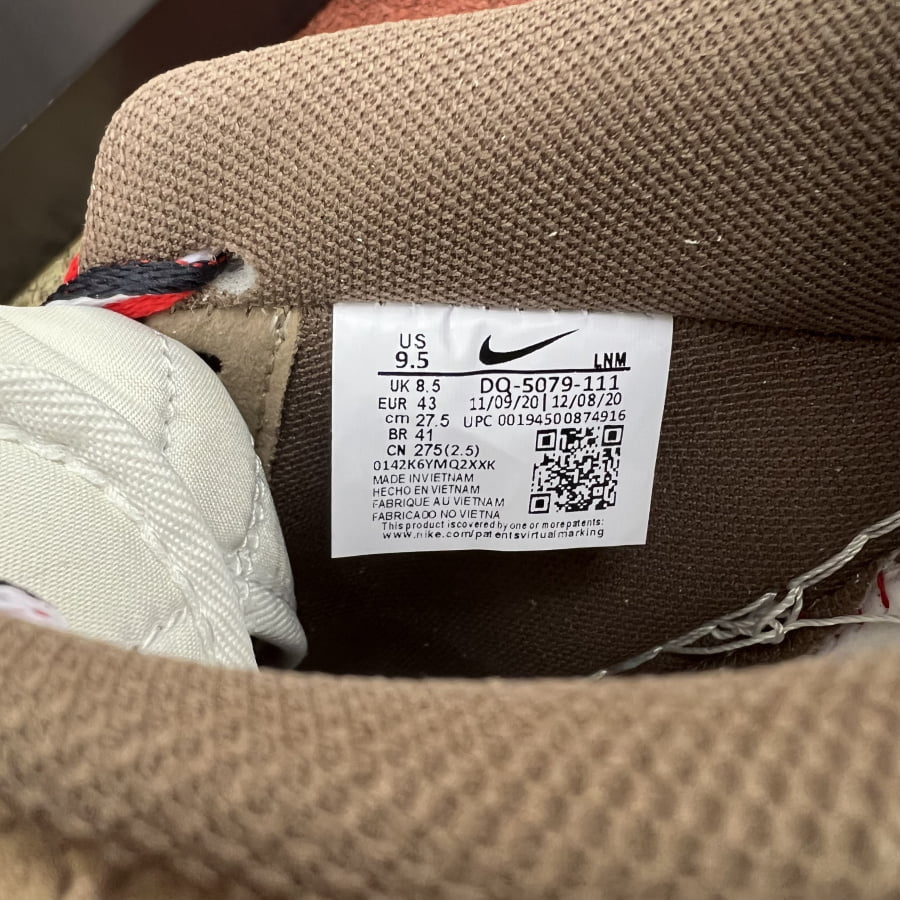 US
9.5
LNM
UK 8.5 DQ-5079-111
EUR 43 11/09/20|12/08/20
cm 27.5 UPC 00194500874916
BR 41
CN 275(2.5)
0142K6YMQ2XXK
MADE IN VIETNAM
HECHO EN VIETNAM
FABRIQUE AU VIETNAM
FABRICADO NO VIETNA
This product is covered by one or more patents:
www.nike.com/patentsvirtualmarking